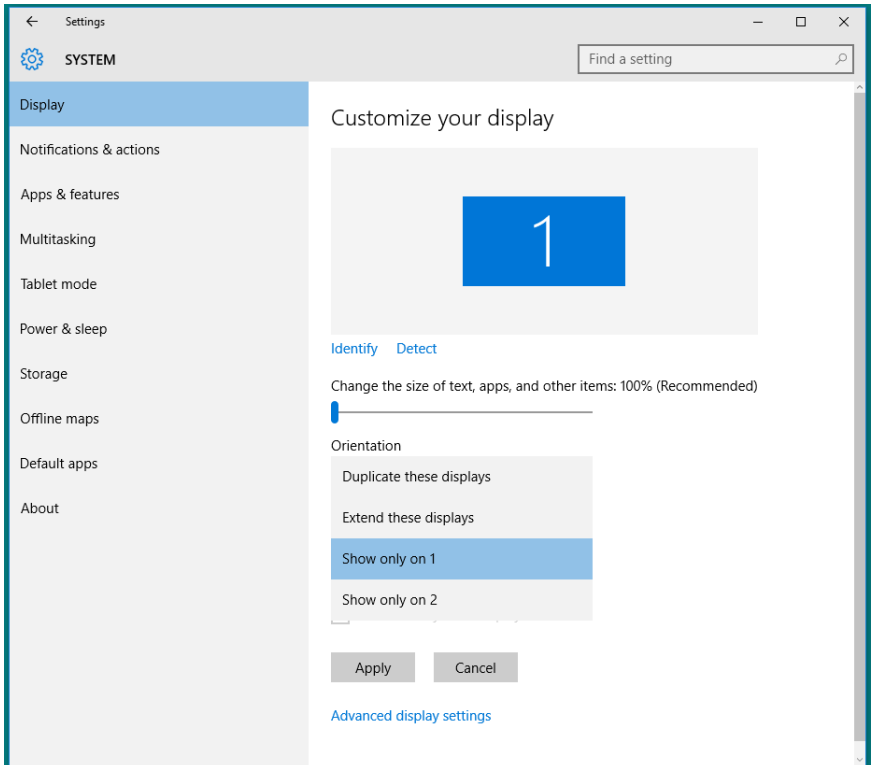 Settings
SYSTEM
Find a setting
Display
Notifications & actions
Apps & features
Multitasking
Tablet mode
Power & sleep
Storage
Offline maps
Default apps
About
Customize your display
1
Identify Detect
Change the size of text, apps, and other items: 100% (Recommended)
Orientation
Duplicate these displays
Extend these displays
Show only on 1
Show only on 2
Apply Cancel
Advanced display settings